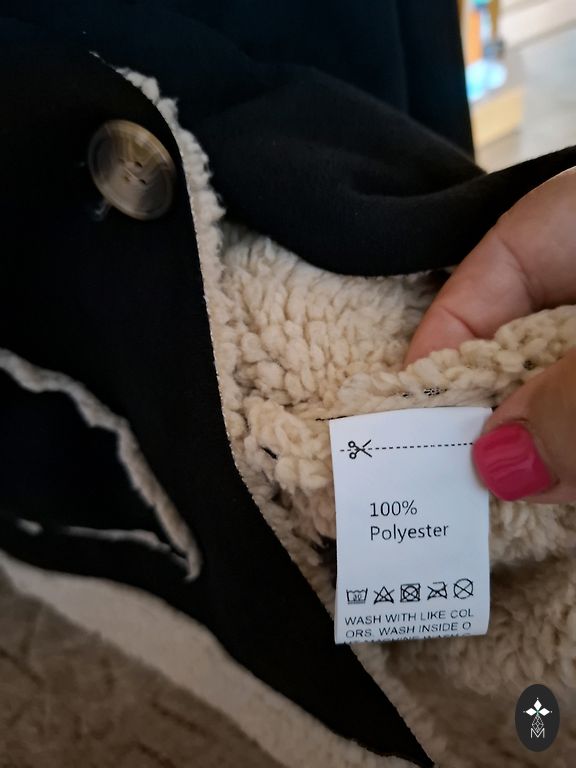 100%
Polyester
WASH WITH LIKE COL
ORS. WASH INSIDE O